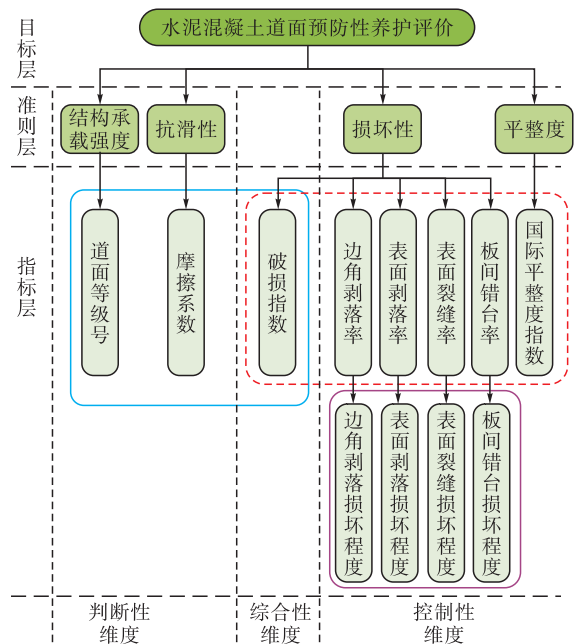 目标层
水泥混凝土道面预防性养护评价
准则层
结构承
载强度
抗滑性
损坏性
平整度
指标层
道面等级号
摩擦系数
破损指数
边角剥落率
表面剥落率
表面裂缝率
板间错台率
国际平整度指数
边角剥落损坏程度
表面剥落损坏程度
表面裂缝损坏程度
板间错台损坏程度
判断性
维度
综合性
维度
控制性
维度